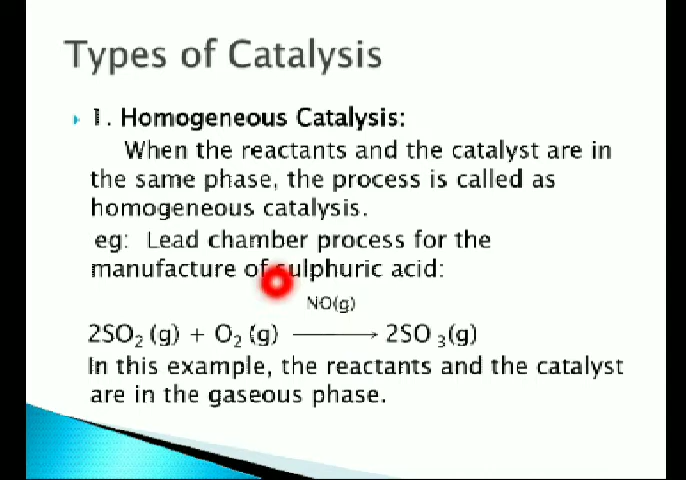 Types of Catalysis
1. Homogeneous Catalysis:
When the reactants and the catalyst are in
the same phase, the process is called as
homogeneous catalysis.
eg: Lead chamber process for the
manufacture of sulphuric acid:
NO(g)
2SO₂ (g) + O₂ (g) ⟶ 2SO ₃(g)
In this example, the reactants and the catalyst
are in the gaseous phase.